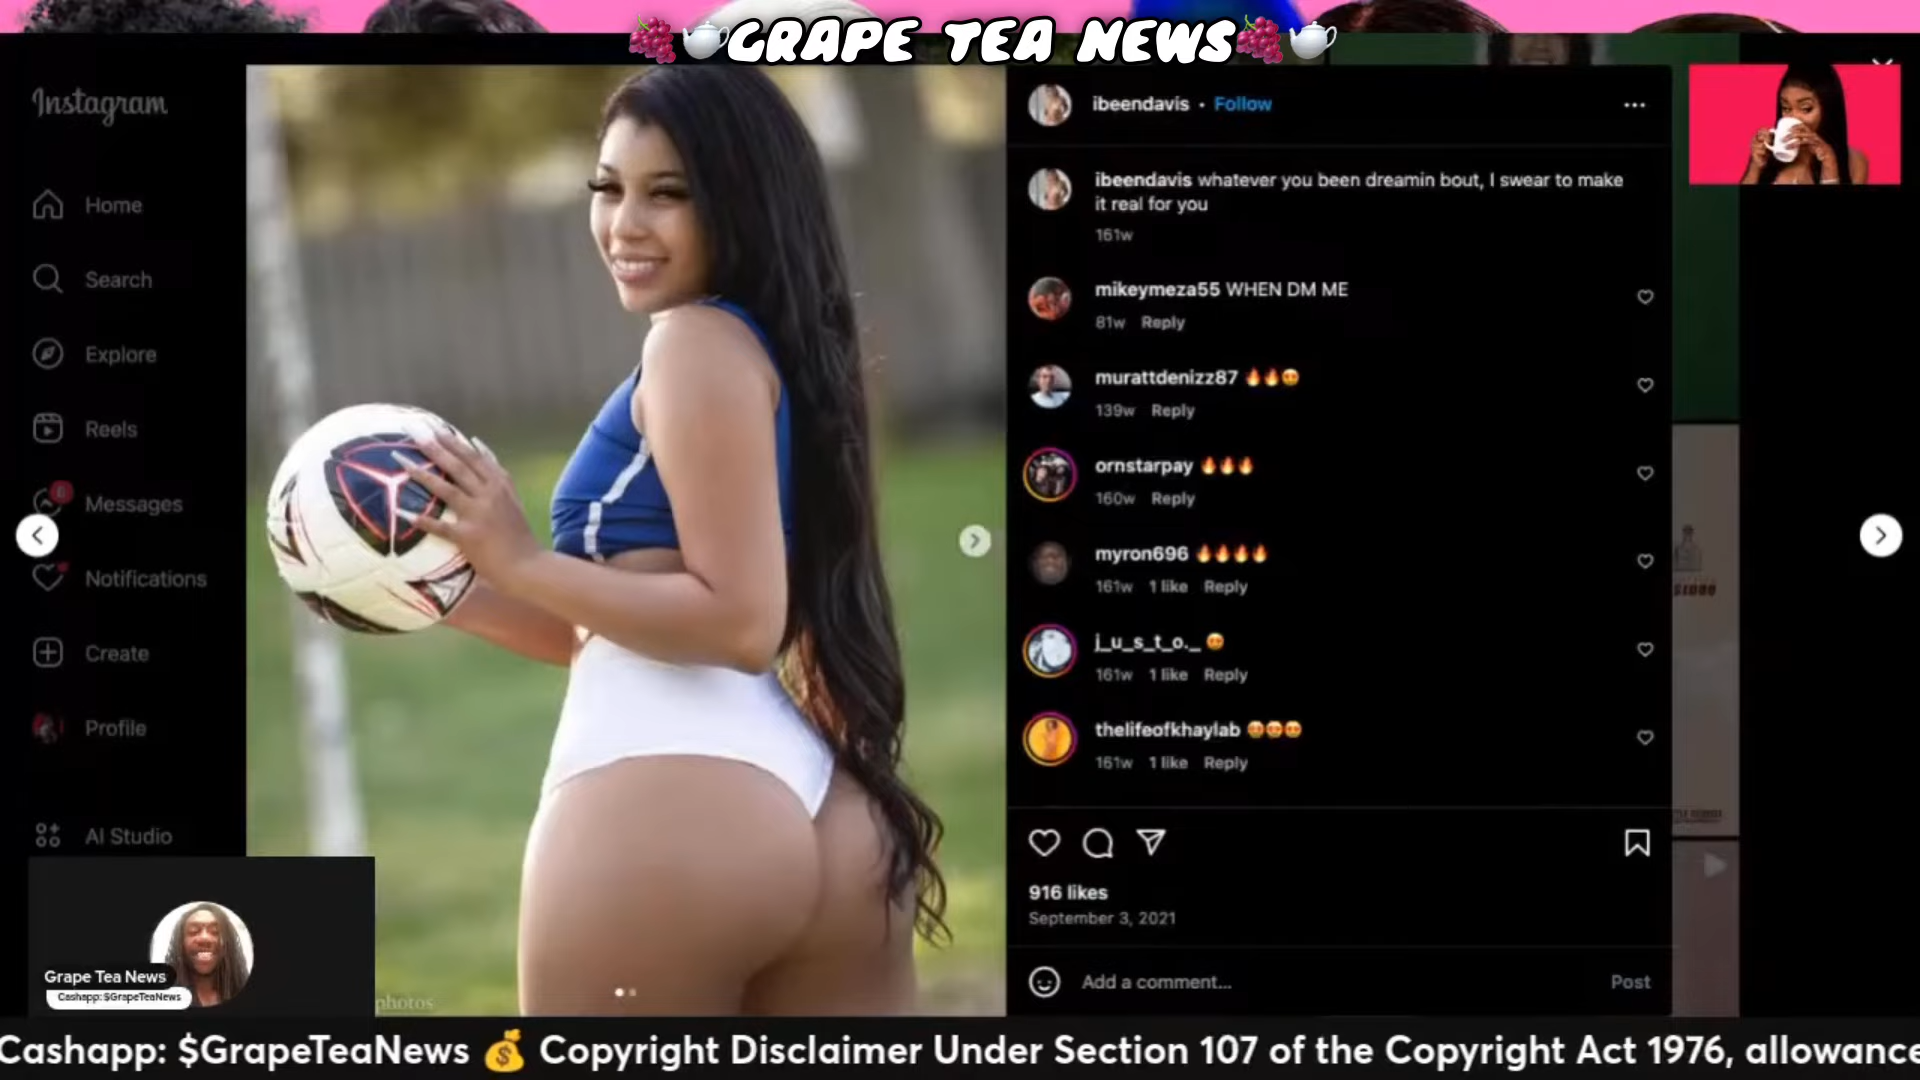 GRAPE TEA NEWS
Instagram
Home
Search
Explore
Reels
6
Messages
Notifications
Create
Profile
AI Studio
Grape Tea News
Cashapp: $GrapeTeaNews
photos
ibeendavis • Follow
ibeendavis whatever you been dreamin bout, I swear to make
it real for you
161w
mikeymeza55 WHEN DM ME
81w Reply
murattdenizz87 🔥🔥😍
139w Reply
ornstarpay 🔥🔥🔥
160w Reply
myron696 🔥🔥🔥🔥
161w 1 like Reply
j_u_s_t_o._ 😍
161w 1 like Reply
thelifeofkhaylab 😍😍😍
161w 1 like Reply
916 likes
September 3, 2021
Add a comment...
Post
Cashapp: $GrapeTeaNews 💰 Copyright Disclaimer Under Section 107 of the Copyright Act 1976, allowance